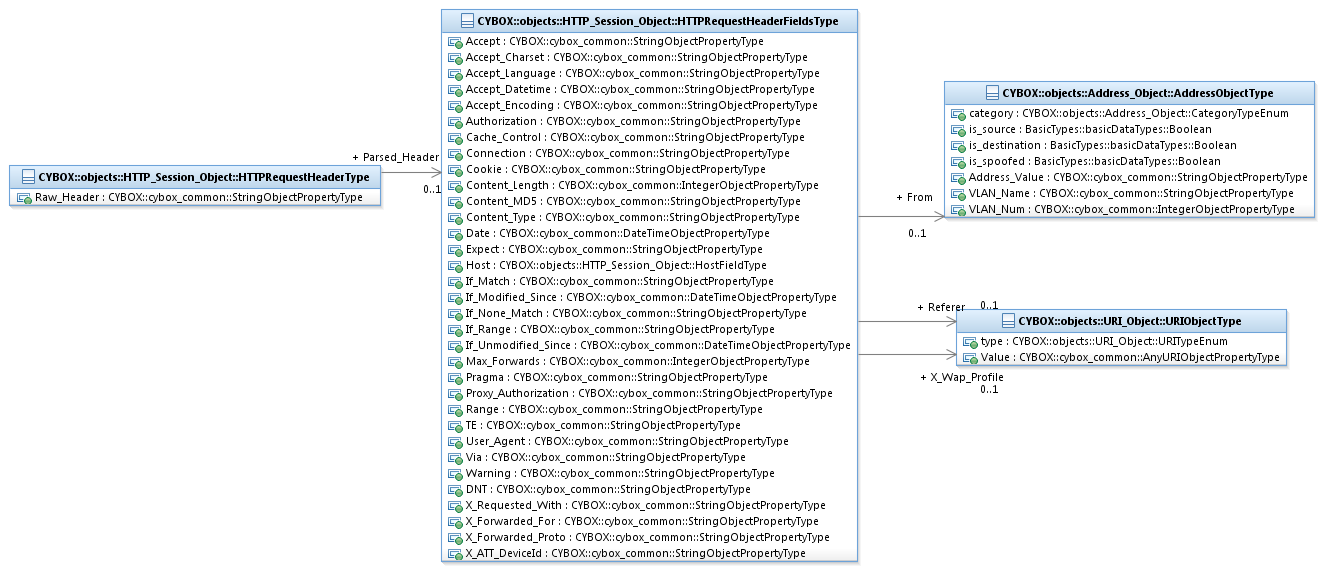 CYBOX::objects::HTTP_Session_Object::HTTPRequestHeaderType
Raw_Header : CYBOX::cybox_common::StringObjectPropertyType
+ Parsed_Header
0..1
CYBOX::objects::HTTP_Session_Object::HTTPRequestHeaderFieldsType
Accept : CYBOX::cybox_common::StringObjectPropertyType
Accept_Charset : CYBOX::cybox_common::StringObjectPropertyType
Accept_Language : CYBOX::cybox_common::StringObjectPropertyType
Accept_Datetime : CYBOX::cybox_common::StringObjectPropertyType
Accept_Encoding : CYBOX::cybox_common::StringObjectPropertyType
Authorization : CYBOX::cybox_common::StringObjectPropertyType
Cache_Control : CYBOX::cybox_common::StringObjectPropertyType
Connection : CYBOX::cybox_common::StringObjectPropertyType
Cookie : CYBOX::cybox_common::StringObjectPropertyType
Content_Length : CYBOX::cybox_common::IntegerObjectPropertyType
Content_MD5 : CYBOX::cybox_common::StringObjectPropertyType
Content_Type : CYBOX::cybox_common::StringObjectPropertyType
Date : CYBOX::cybox_common::DateTimeObjectPropertyType
Expect : CYBOX::cybox_common::StringObjectPropertyType
Host : CYBOX::objects::HTTP_Session_Object::HostFieldType
If_Match : CYBOX::cybox_common::StringObjectPropertyType
If_Modified_Since : CYBOX::cybox_common::DateTimeObjectPropertyType
If_None_Match : CYBOX::cybox_common::StringObjectPropertyType
If_Range : CYBOX::cybox_common::StringObjectPropertyType
If_Unmodified_Since : CYBOX::cybox_common::DateTimeObjectPropertyType
Max_Forwards : CYBOX::cybox_common::IntegerObjectPropertyType
Pragma : CYBOX::cybox_common::StringObjectPropertyType
Proxy_Authorization : CYBOX::cybox_common::StringObjectPropertyType
Range : CYBOX::cybox_common::StringObjectPropertyType
TE : CYBOX::cybox_common::StringObjectPropertyType
User_Agent : CYBOX::cybox_common::StringObjectPropertyType
Via : CYBOX::cybox_common::StringObjectPropertyType
Warning : CYBOX::cybox_common::StringObjectPropertyType
DNT : CYBOX::cybox_common::StringObjectPropertyType
X_Requested_With : CYBOX::cybox_common::StringObjectPropertyType
X_Forwarded_For : CYBOX::cybox_common::StringObjectPropertyType
X_Forwarded_Proto : CYBOX::cybox_common::StringObjectPropertyType
X_ATT_DeviceId : CYBOX::cybox_common::StringObjectPropertyType
+ From
0..1
CYBOX::objects::Address_Object::AddressObjectType
category : CYBOX::objects::Address_Object::CategoryTypeEnum
is_source : BasicTypes::basicDataTypes::Boolean
is_destination : BasicTypes::basicDataTypes::Boolean
is_spoofed : BasicTypes::basicDataTypes::Boolean
Address_Value : CYBOX::cybox_common::StringObjectPropertyType
VLAN_Name : CYBOX::cybox_common::StringObjectPropertyType
VLAN_Num : CYBOX::cybox_common::IntegerObjectPropertyType
+ Referer
0..1
CYBOX::objects::URI_Object::URIObjectType
type : CYBOX::objects::URI_Object::URITypeEnum
Value : CYBOX::cybox_common::AnyURIObjectPropertyType
+ X_Wap_Profile
0..1